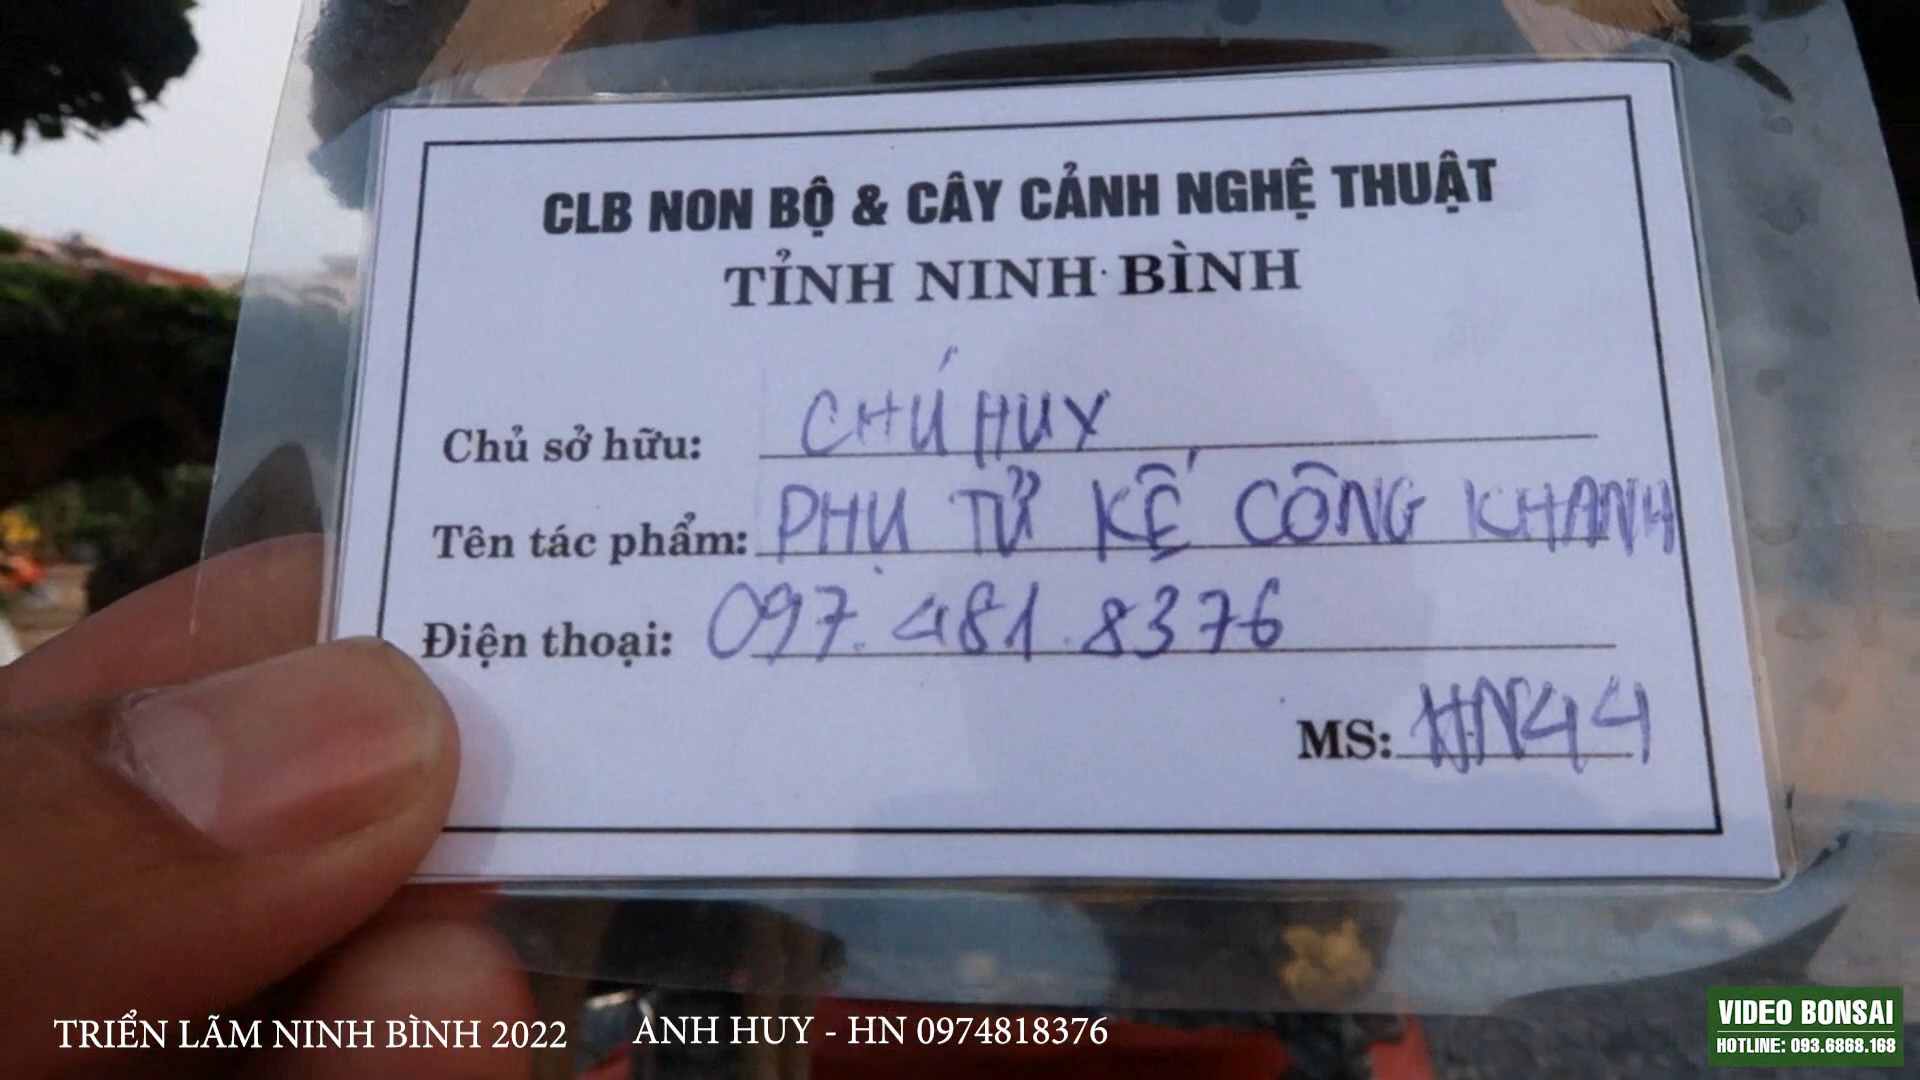 CLB NON BỘ & CÂY CẢNH NGHỆ THUẬT
TỈNH NINH BÌNH
Chủ sở hữu: CHÚ HUY
Tên tác phẩm: PHỤ TỬ KẾ CÔNG KHANH
Điện thoại: 097.481.8376
MS: HN44
TRIỂN LÃM NINH BÌNH 2022 ANH HUY - HN 0974818376
VIDEO BONSAI
HOTLINE: 093.6868.168